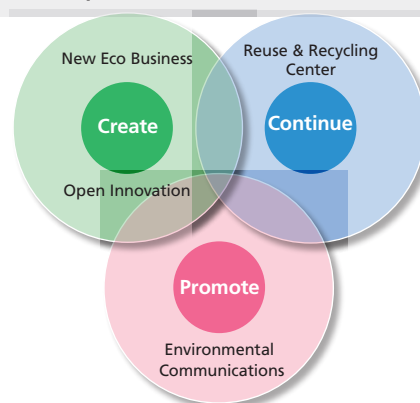 New Eco Business
Create
Open Innovation
Reuse & Recycling
Center
Continue
Promote
Environmental
Communications